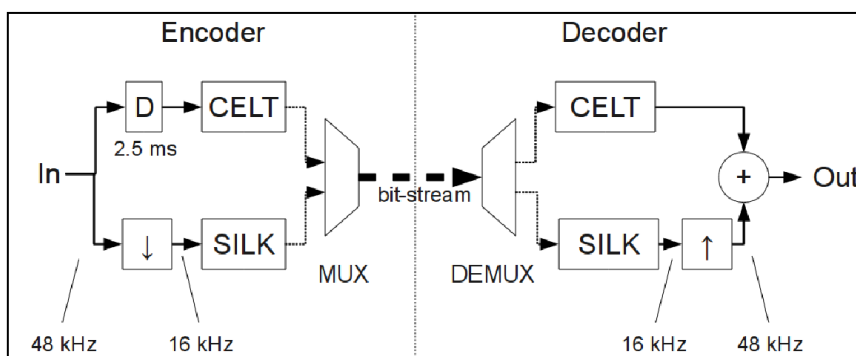 Encoder
Decoder
D
CELT
CELT
2.5 ms
In
bit-stream
+
Out
↓
SILK
SILK
↑
MUX
DEMUX
48 kHz
16 kHz
16 kHz
48 kHz